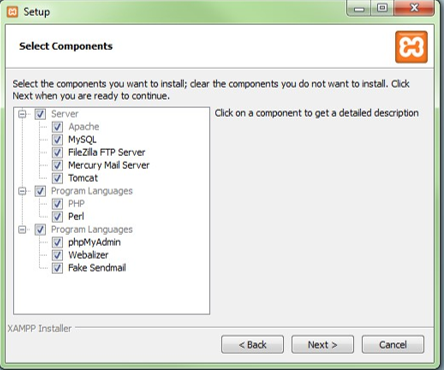 Setup
Select Components
Select the components you want to install; clear the components you do not want to install. Click
Next when you are ready to continue.
Server
Apache
MySQL
FileZilla FTP Server
Mercury Mail Server
Tomcat
Program Languages
PHP
Perl
Program Languages
phpMyAdmin
Webalizer
Fake Sendmail
Click on a component to get a detailed description
XAMPP Installer
< Back
Next >
Cancel